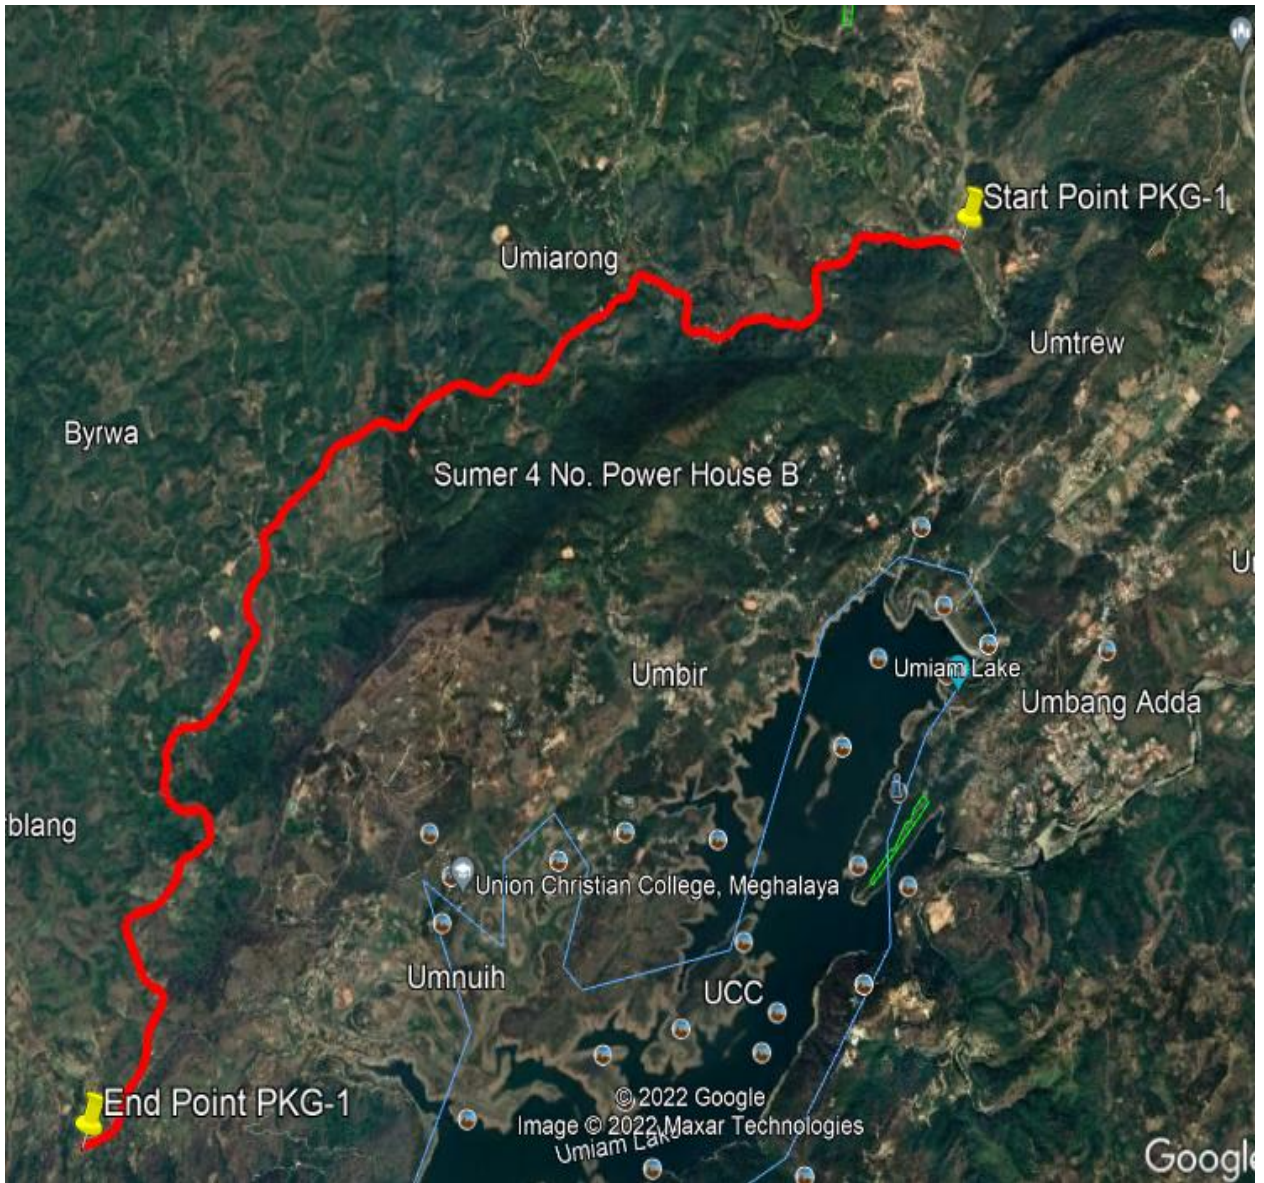 Start Point PKG-1
Umiarong
Umtrew
Byrwa
Sumer 4 No. Power House B
Umbir
Umiam Lake
Umbang Adda
rblang
Union Christian College, Meghalaya
Umnuih
UCC
End Point PKG-1
© 2022 Google
Image © 2022 Maxar Technologies
Umiam Lake
Google